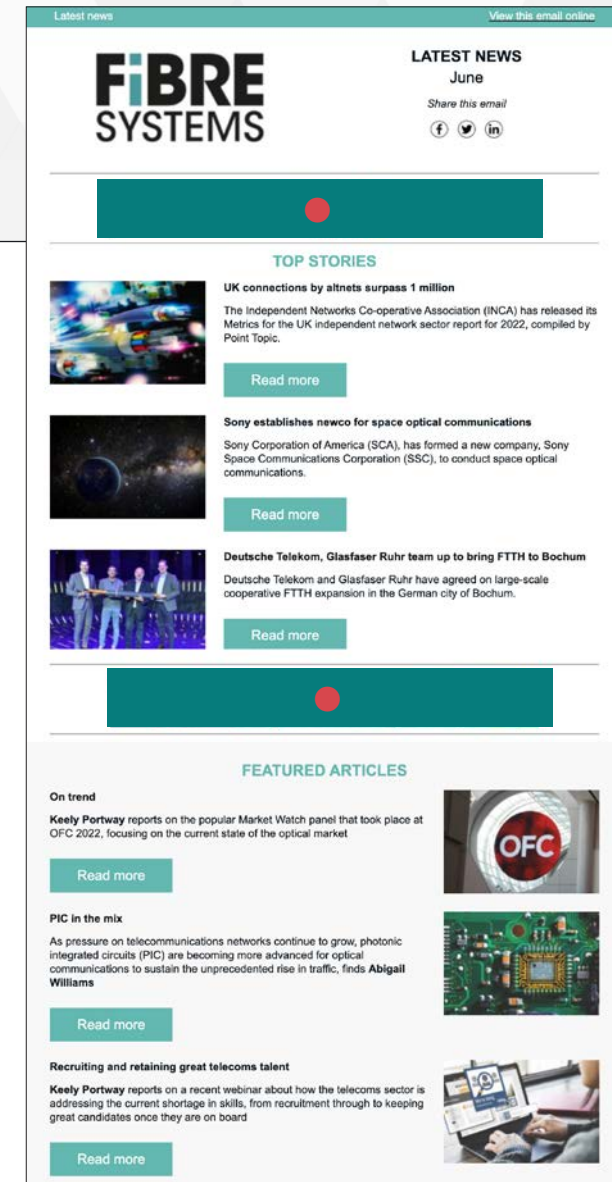 Latest news
View this email online
FiBRE
SYSTEMS
LATEST NEWS
June
Share this email
TOP STORIES
UK connections by altnets surpass 1 million
The Independent Networks Co-operative Association (INCA) has released its
Metrics for the UK independent network sector report for 2022, compiled by
Point Topic.
Read more
Sony establishes newco for space optical communications
Sony Corporation of America (SCA), has formed a new company, Sony
Space Communications Corporation (SSC), to conduct space optical
communications.
Read more
Deutsche Telekom, Glasfaser Ruhr team up to bring FTTH to Bochum
Deutsche Telekom and Glasfaser Ruhr have agreed on large-scale
cooperative FTTH expansion in the German city of Bochum.
Read more
FEATURED ARTICLES
On trend
Keely Portway reports on the popular Market Watch panel that took place at
OFC 2022, focusing on the current state of the optical market
Read more
OFC
PIC in the mix
As pressure on telecommunications networks continue to grow, photonic
integrated circuits (PIC) are becoming more advanced for optical
communications to sustain the unprecedented rise in traffic, finds Abigail
Williams
Read more
Recruiting and retaining great telecoms talent
Keely Portway reports on a recent webinar about how the telecoms sector is
addressing the current shortage in skills, from recruitment through to keeping
great candidates once they are on board
Read more